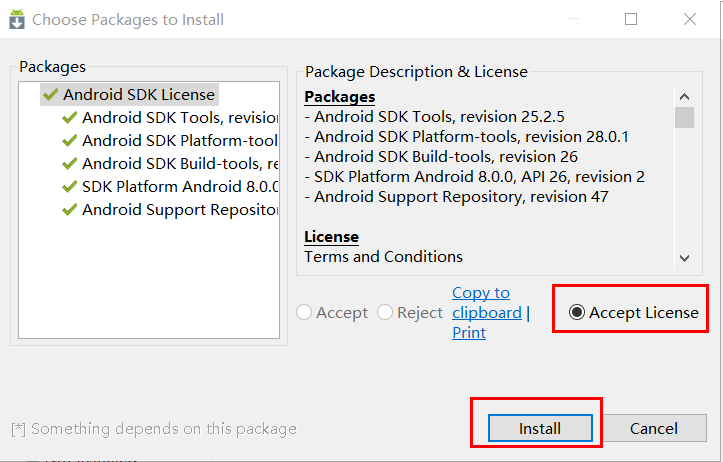 Choose Packages to Install
Packages
Android SDK License
Android SDK Tools, revision
Android SDK Platform-tool
Android SDK Build-tools, re
SDK Platform Android 8.0.0
Android Support Reposito
Package Description & License
Packages
- Android SDK Tools, revision 25.2.5
- Android SDK Platform-tools, revision 28.0.1
- Android SDK Build-tools, revision 26
- SDK Platform Android 8.0.0, API 26, revision 2
- Android Support Repository, revision 47
License
Terms and Conditions
Accept
Reject
Copy to
clipboard |
Print
Accept License
[*] Something depends on this package
Install
Cancel